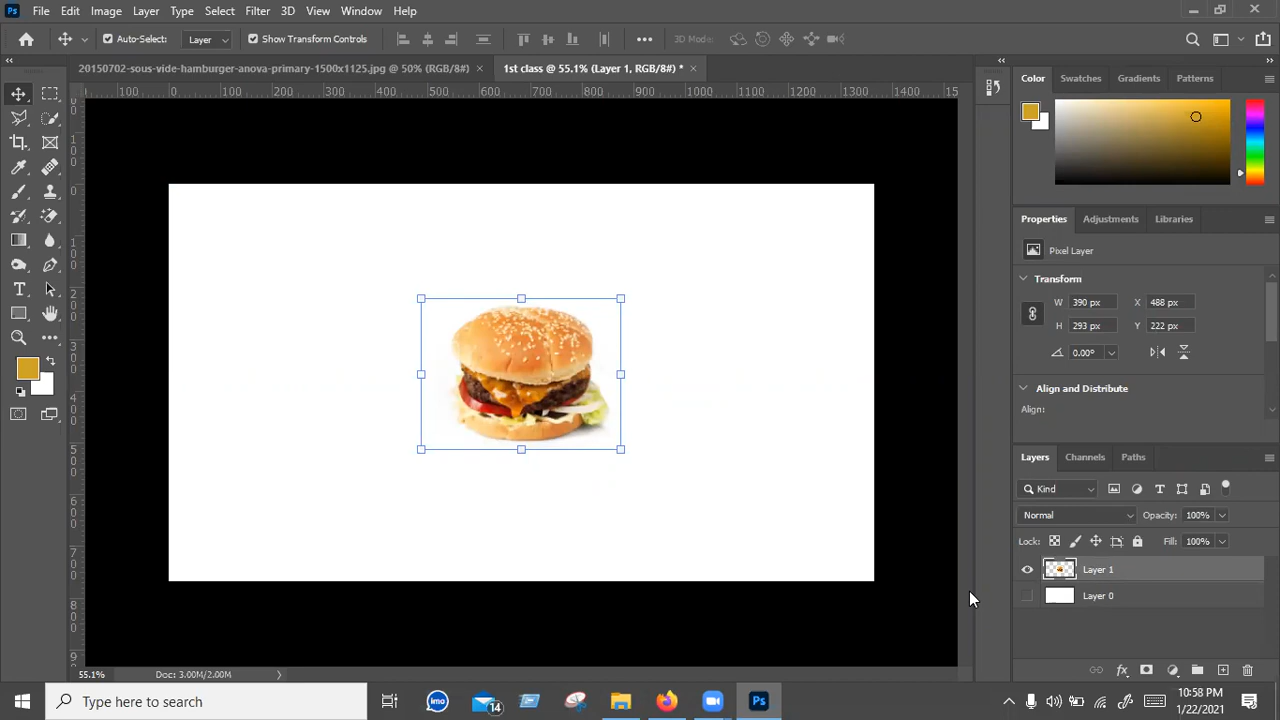 Ps File Edit Image Layer Type Select Filter 3D View Window Help
Auto-Select: Layer Show Transform Controls 3D Mode
20150702-sous-vide-hamburger-anova-primary-1500x1125.jpg @ 50% (RGB/8#) × 1st class @ 55.1% (Layer 1, RGB/8#) * ×
100 0 100 200 300 400 500 600 700 800 900 1000 1100 1200 1300 1400 15
Color Swatches Gradients Patterns
Properties Adjustments Libraries
Pixel Layer
Transform
W 390 px X 488 px
H 293 px Y 222 px
0.00°
Align and Distribute
Align:
Layers Channels Paths
Kind
Normal Opacity: 100%
Lock: Fill: 100%
Layer 1
Layer 0
55.1% Doc: 3.00M/2.00M
Type here to search
imo
14
Ps
10:58 PM
1/22/2021